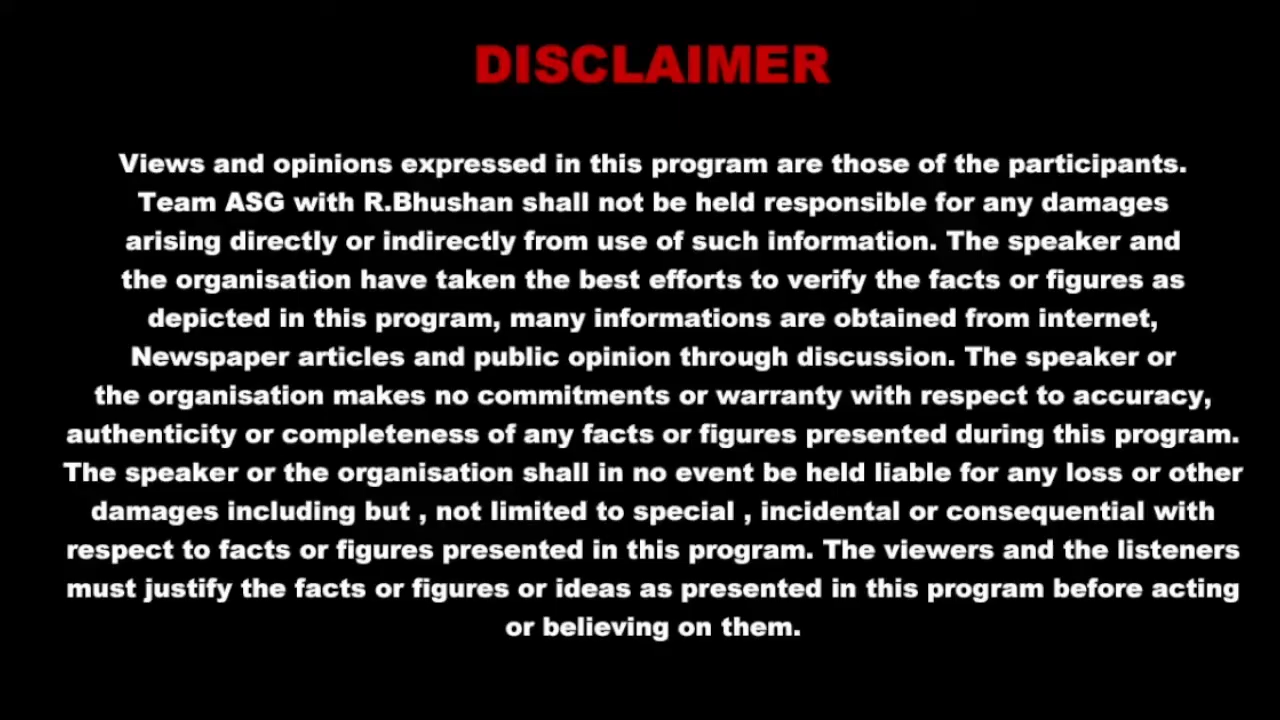 DISCLAIMER
Views and opinions expressed in this program are those of the participants.
Team ASG with R.Bhushan shall not be held responsible for any damages
arising directly or indirectly from use of such information. The speaker and
the organisation have taken the best efforts to verify the facts or figures as
depicted in this program, many informations are obtained from internet,
Newspaper articles and public opinion through discussion. The speaker or
the organisation makes no commitments or warranty with respect to accuracy,
authenticity or completeness of any facts or figures presented during this program.
The speaker or the organisation shall in no event be held liable for any loss or other
damages including but , not limited to special , incidental or consequential with
respect to facts or figures presented in this program. The viewers and the listeners
must justify the facts or figures or ideas as presented in this program before acting
or believing on them.